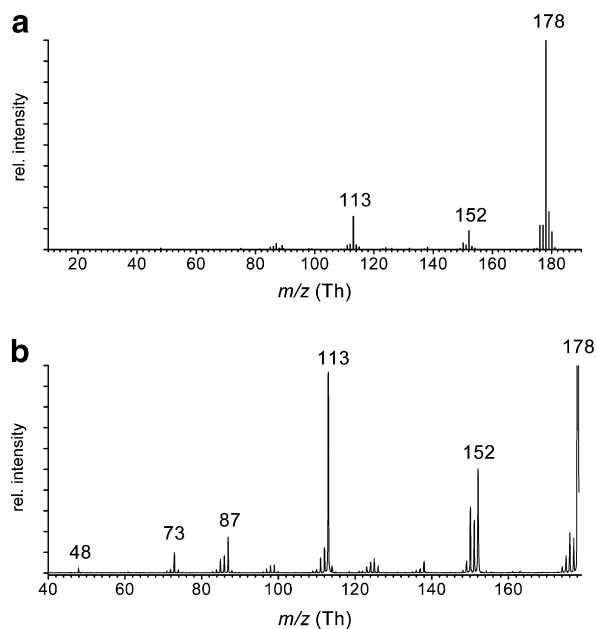 a
178
rel. intensity
113
152
20 40 60 80 100 120 140 160 180
m/z (Th)
b
178
113
rel. intensity
152
87
73
48
40 60 80 100 120 140 160
m/z (Th)